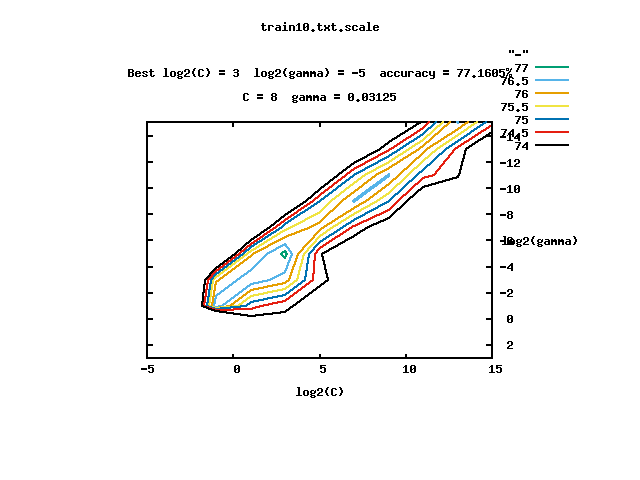 train10.txt.scale
"-"
Best log2(C) = 3  log2(gamma) = -5  accuracy = 77.1605%
77
76.5
76
C = 8  gamma = 0.03125
75.5
75
74.5
74
-14
-12
-10
-8
-6
log2(gamma)
-4
-2
0
2
-5 0 5 10 15
log2(C)